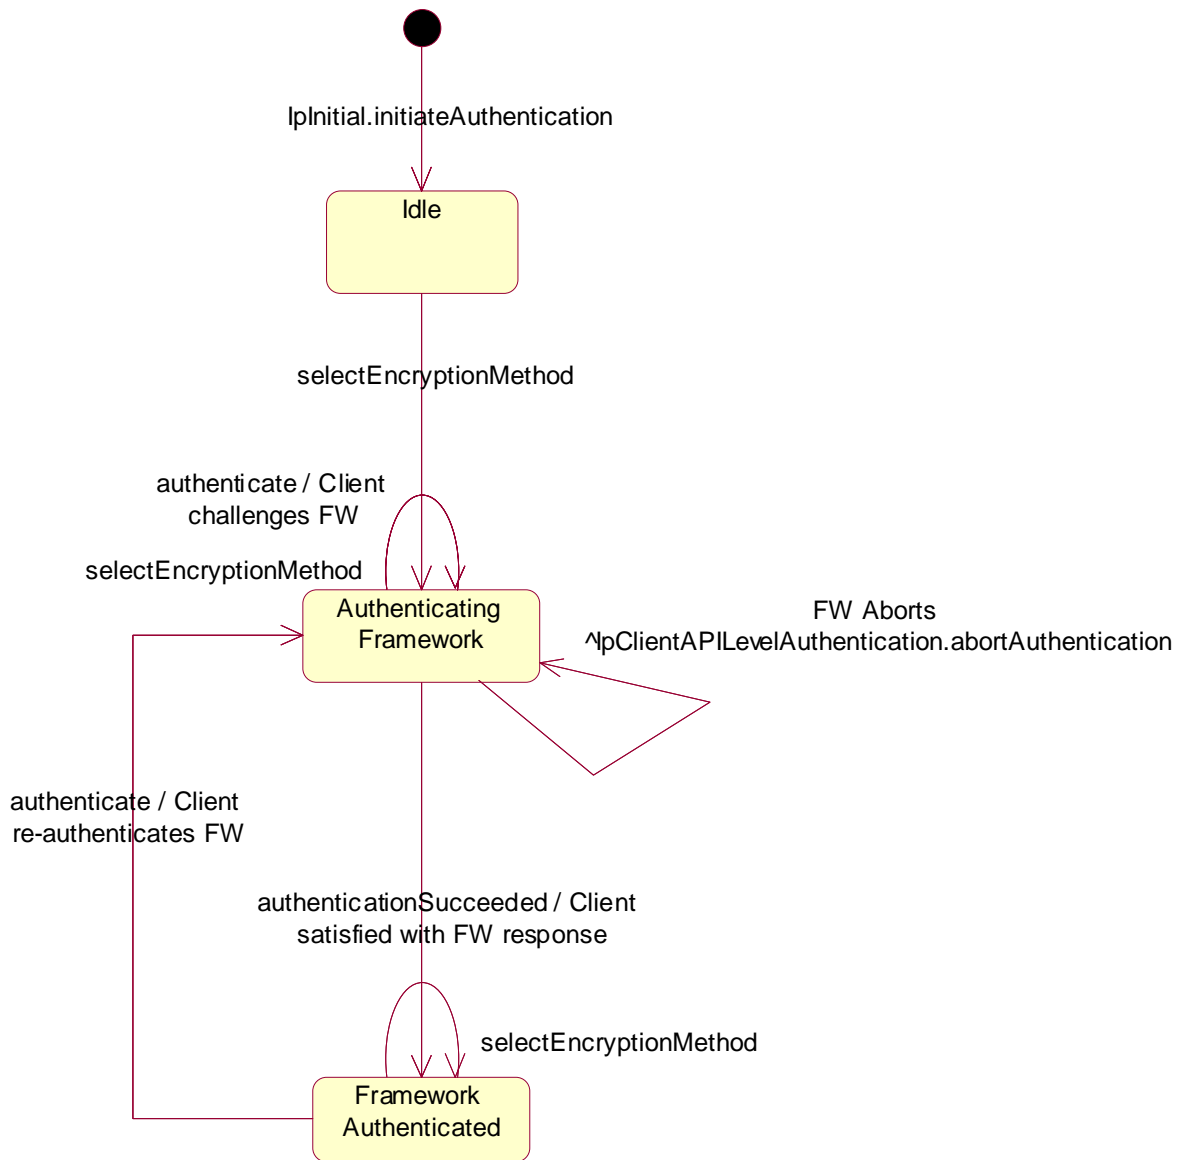 IpInitial.initiateAuthentication
Idle
selectEncryptionMethod
authenticate / Client
challenges FW
selectEncryptionMethod
Authenticating
Framework
FW Aborts
^IpClientAPILevelAuthentication.abortAuthentication
authenticate / Client
re-authenticates FW
authenticationSucceeded / Client
satisfied with FW response
selectEncryptionMethod
Framework
Authenticated